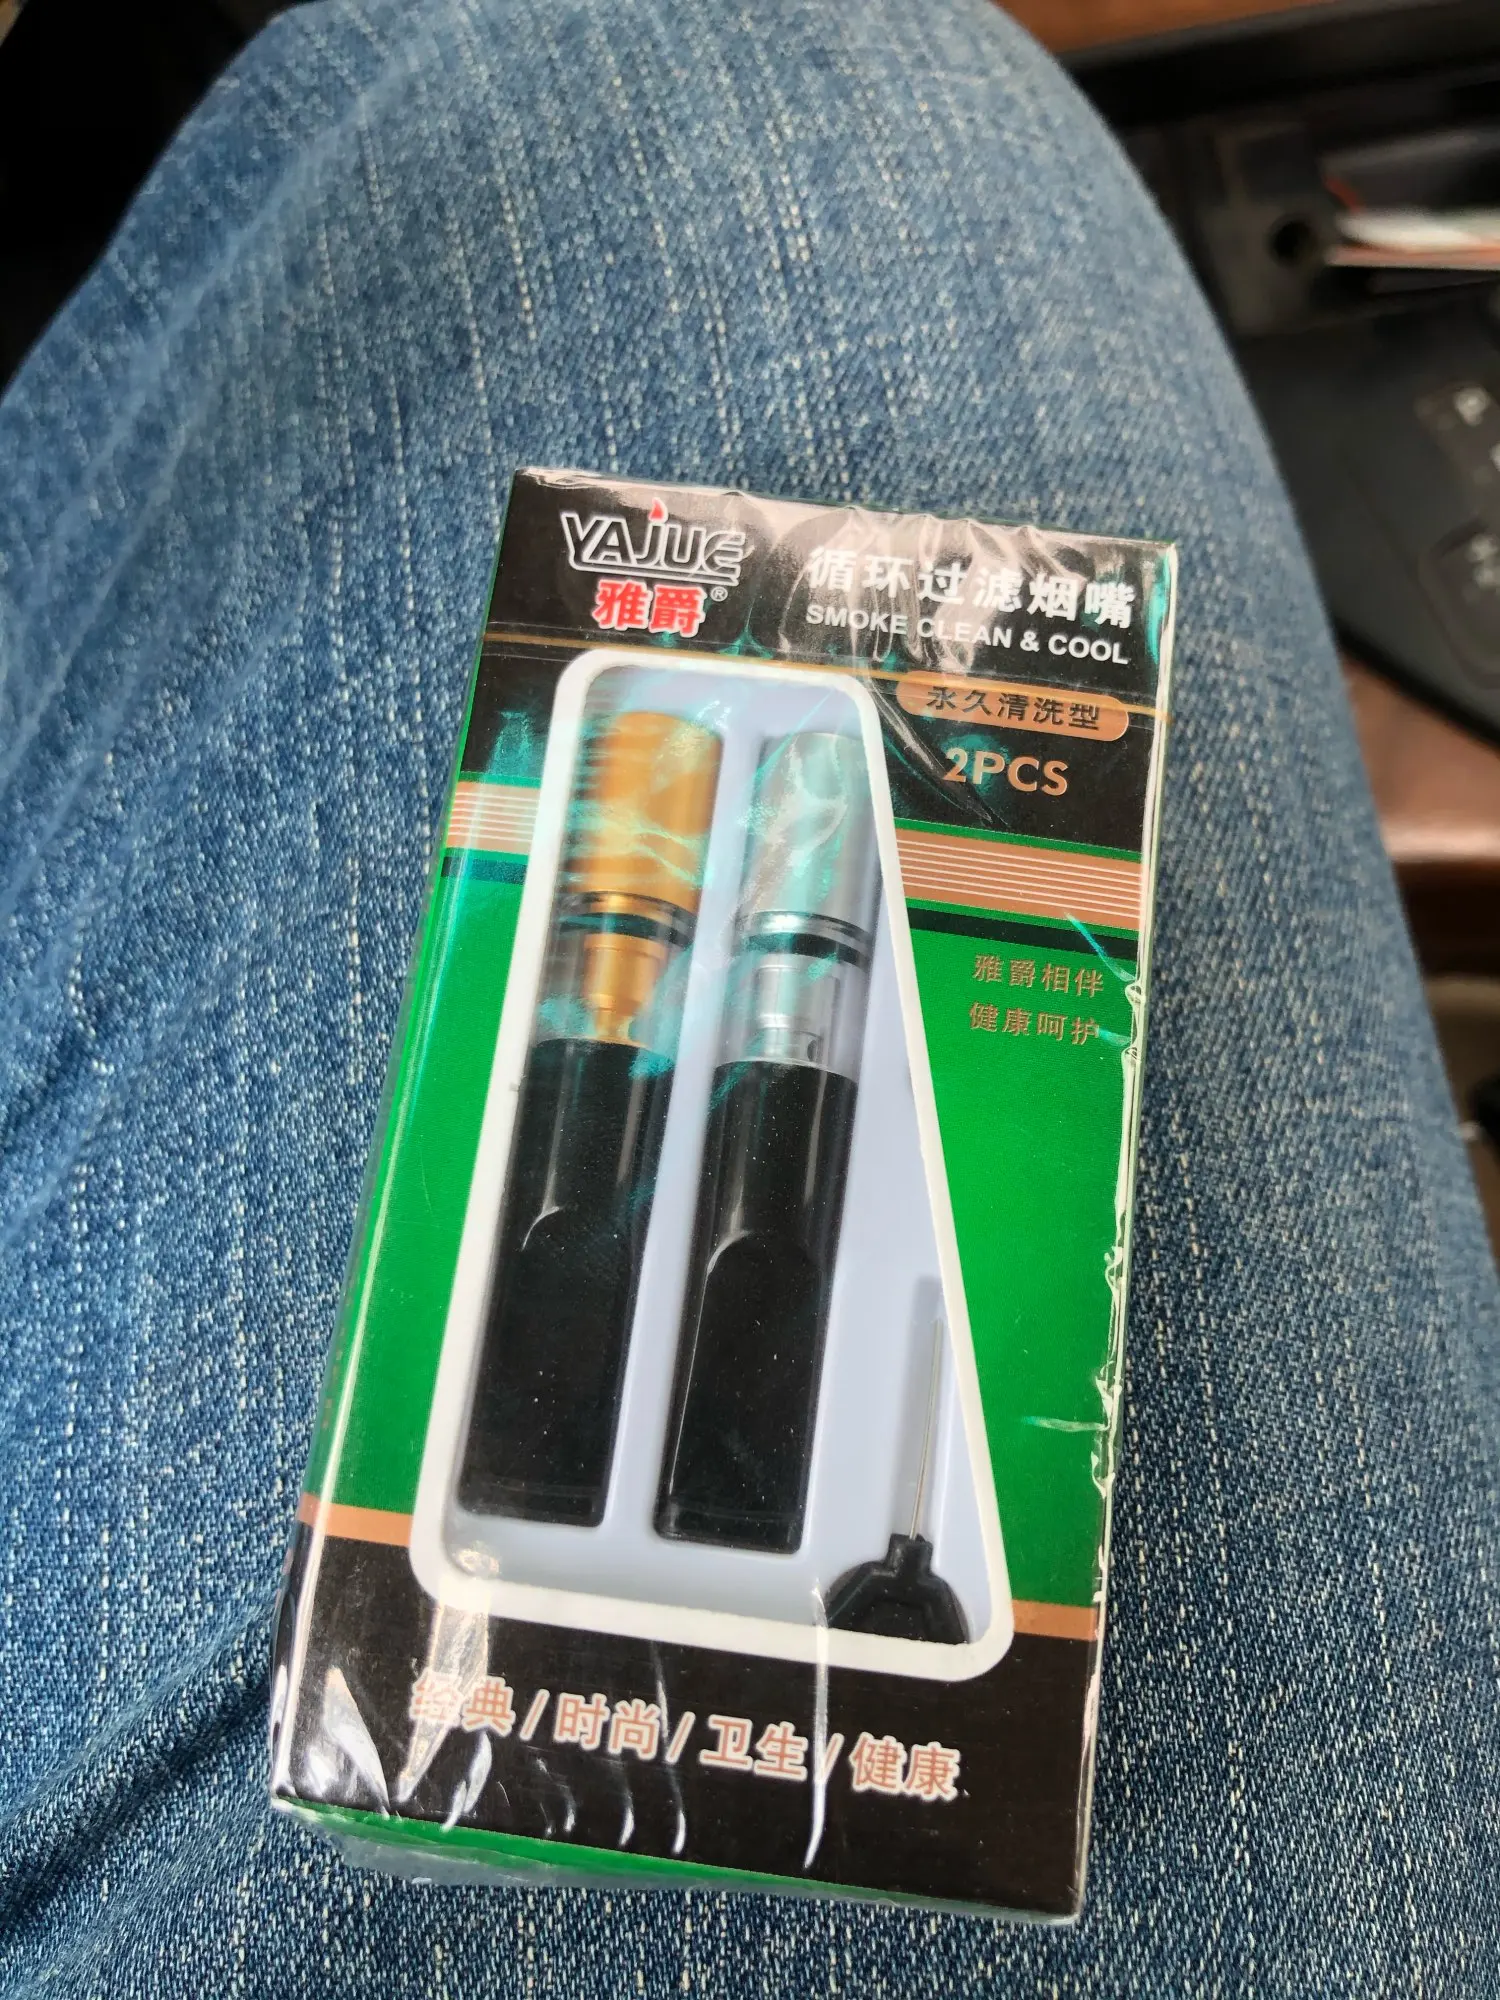 YAJUE
雅爵®
循环过滤烟嘴
SMOKE CLEAN & COOL
永久清洗型
2PCS
雅爵相伴
健康呵护
经典/时尚/卫生/健康